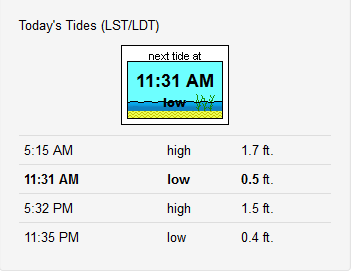 Today's Tides (LST/LDT)
next tide at
11:31 AM
low
5:15 AM high 1.7 ft.
11:31 AM low 0.5 ft.
5:32 PM high 1.5 ft.
11:35 PM low 0.4 ft.